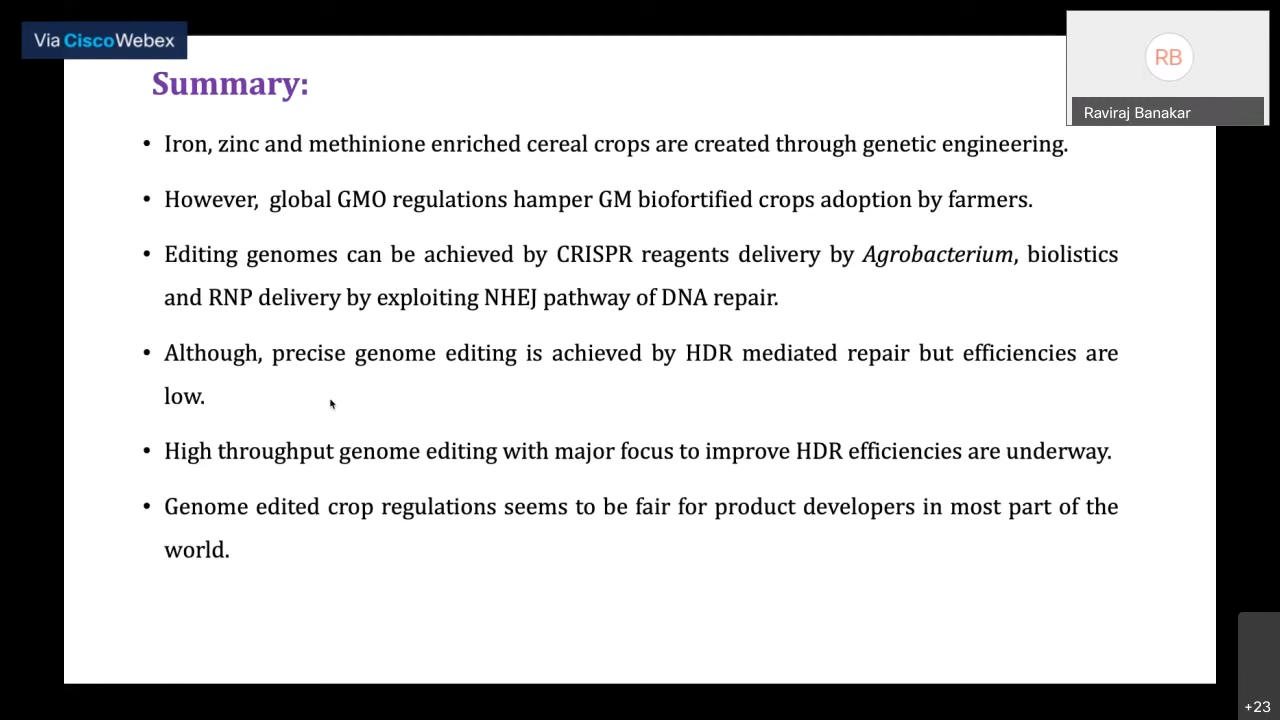 Via CiscoWebex
RB
Raviraj Banakar
Summary:
• Iron, zinc and methinione enriched cereal crops are created through genetic engineering.
• However, global GMO regulations hamper GM biofortified crops adoption by farmers.
• Editing genomes can be achieved by CRISPR reagents delivery by Agrobacterium, biolistics
and RNP delivery by exploiting NHEJ pathway of DNA repair.
• Although, precise genome editing is achieved by HDR mediated repair but efficiencies are
low.
• High throughput genome editing with major focus to improve HDR efficiencies are underway.
• Genome edited crop regulations seems to be fair for product developers in most part of the
world.
+23